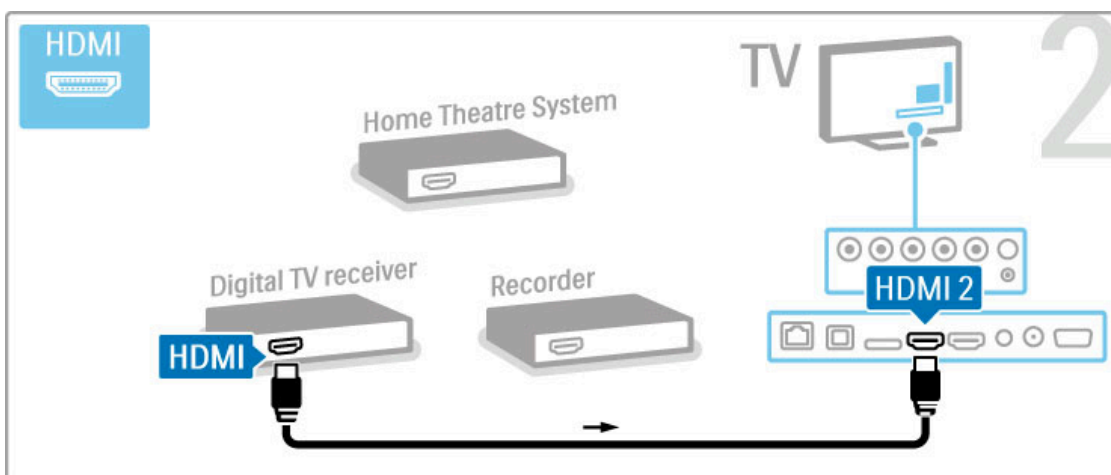 HDMI
TV
2
Home Theatre System
Digital TV receiver
Recorder
HDMI 2
HDMI